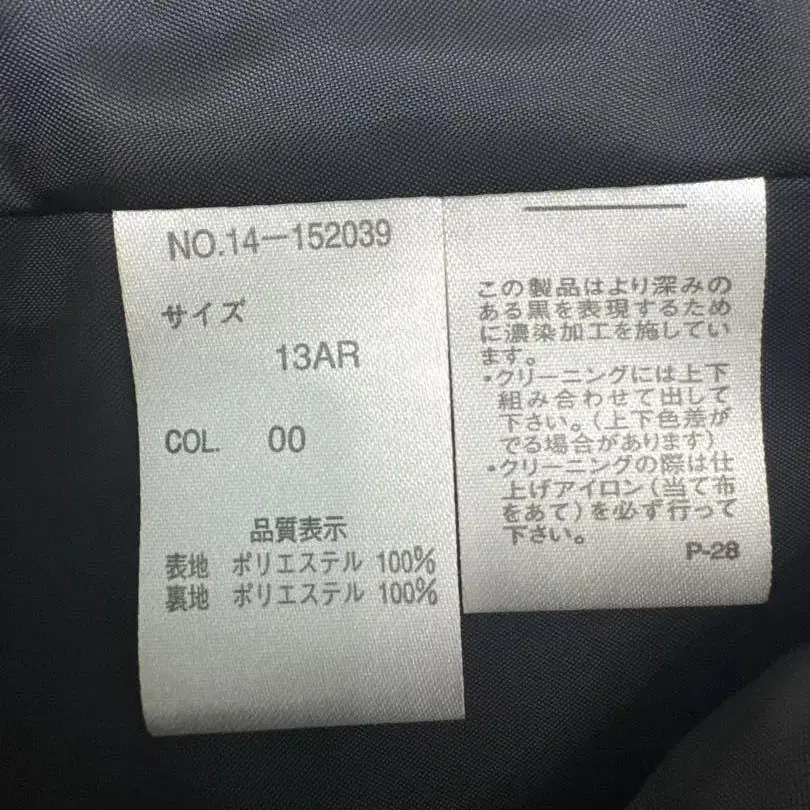 NO.14-152039
サイズ
13AR
COL. 00
品質表示
表地 ポリエステル 100%
裏地 ポリエステル 100%
この製品はより深みの
ある黒を表現するため
に濃染加工を施してい
ます。
・クリーニングには上下
組み合わせて出して
下さい。(上下色差が
でる場合があります)
・クリーニングの際は仕
上げアイロン(当て布
をあて)を必ず行って
下さい。
P-28